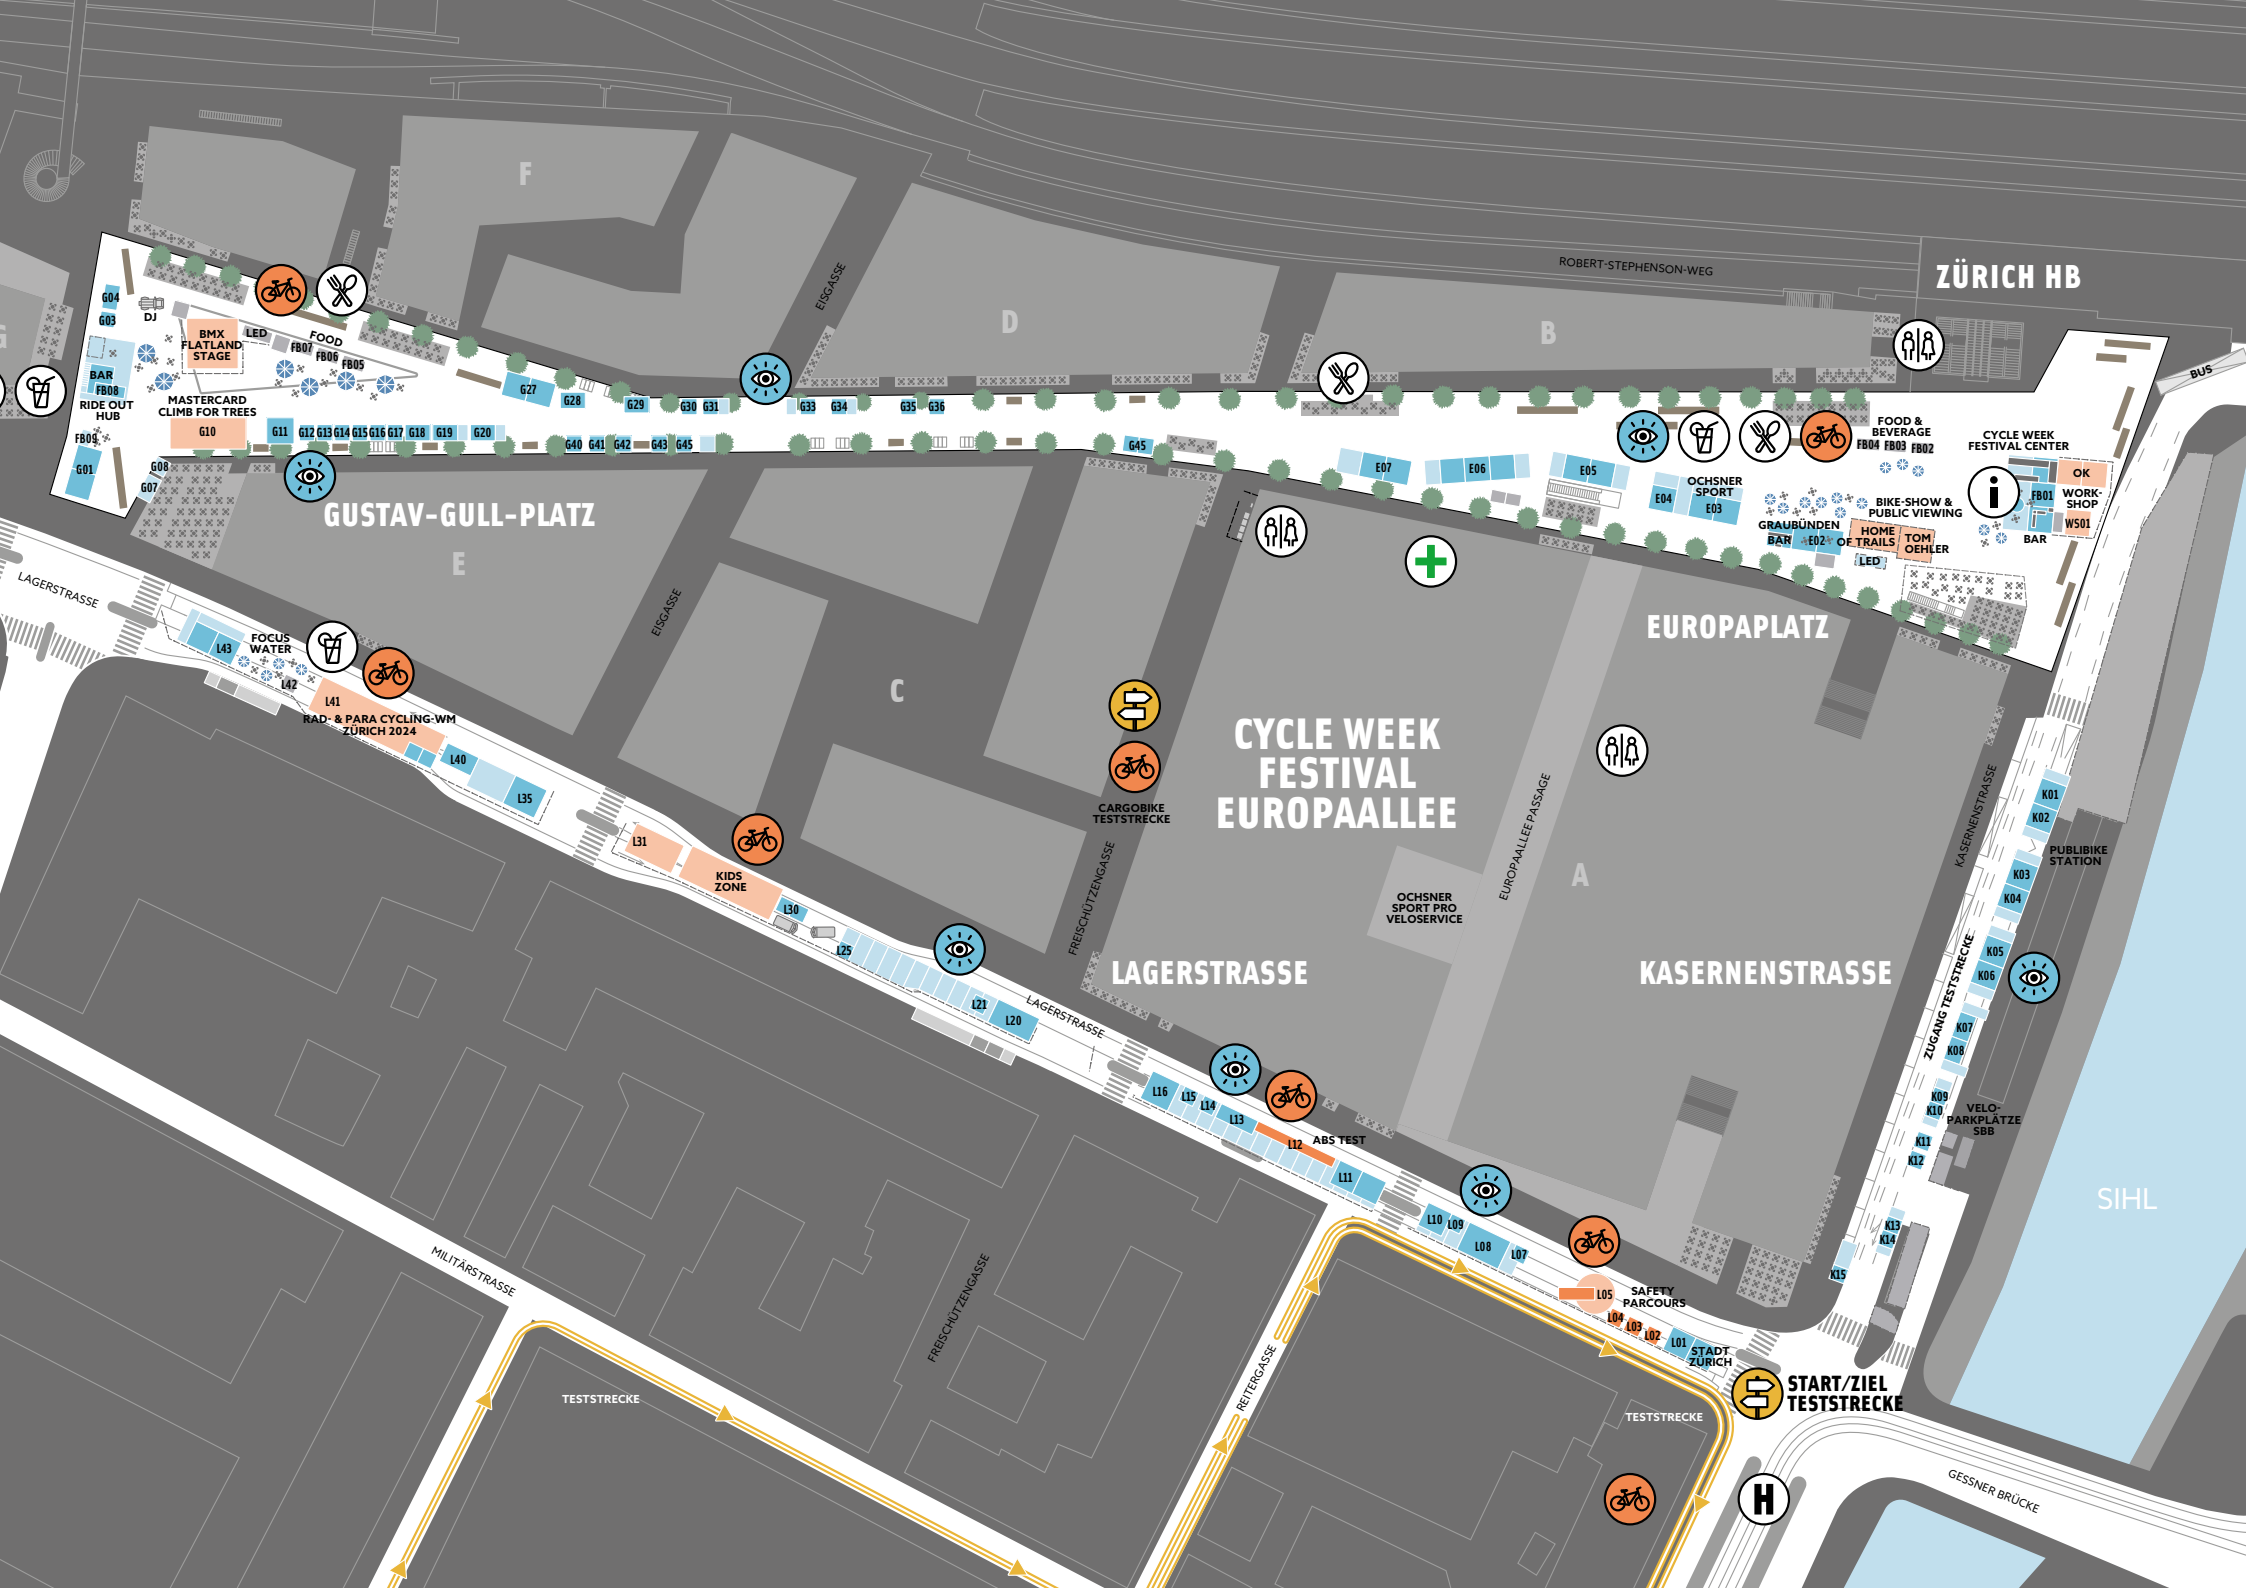 ZÜRICH HB
ROBERT-STEPHENSON-WEG
BUS
F
D
B
G
EISGASSE
G04
G03
DJ
BMX
FLATLAND
STAGE
LED
FOOD
FB07
FB06
FB05
BAR
FB08
RIDE OUT
HUB
MASTERCARD
CLIMB FOR TREES
FB09
G01
G08
G07
G10
G11
G12
G13
G14
G15
G16
G17
G18
G19
G20
G27
G28
G29
G30
G31
G33
G34
G35
G36
G40
G41
G42
G43
G45
G45
E07
E06
E05
E04
OCHSNER
SPORT
E03
FOOD &
BEVERAGE
FB04
FB03
FB02
CYCLE WEEK
FESTIVAL CENTER
OK
FB01
WORK-
SHOP
WS01
BAR
BIKE-SHOW &
PUBLIC VIEWING
GRAUBÜNDEN
BAR
E02
HOME
OF TRAILS
TOM
OEHLER
LED
GUSTAV-GULL-PLATZ
E
EISGASSE
C
EUROPAPLATZ
CYCLE WEEK
FESTIVAL
EUROPAALLEE
EUROPAALLEE PASSAGE
A
OCHSNER
SPORT PRO
VELOSERVICE
CARGOBIKE
TESTSTRECKE
FREISCHÜTZENGASSE
LAGERSTRASSE
KASERNENSTRASSE
KASERNENSTRASSE
ZUGANG TESTSTRECKE
K01
K02
PUBLIBIKE
STATION
K03
K04
K05
K06
K07
K08
K09
K10
VELO-
PARKPLÄTZE
SBB
K11
K12
K13
K14
K15
SIHL
LAGERSTRASSE
L43
FOCUS
WATER
L42
L41
RAD- & PARA CYCLING-WM
ZÜRICH 2024
L40
L35
L31
KIDS
ZONE
L30
L25
L21
L20
LAGERSTRASSE
L16
L15
L14
L13
L12
ABS TEST
L11
L10
L09
L08
L07
L05
SAFETY
PARCOURS
L04
L03
L02
L01
STADT
ZÜRICH
START/ZIEL
TESTSTRECKE
MILITÄRSTRASSE
FREISCHÜTZENGASSE
REITERGASSE
TESTSTRECKE
TESTSTRECKE
H
GESSNER BRÜCKE